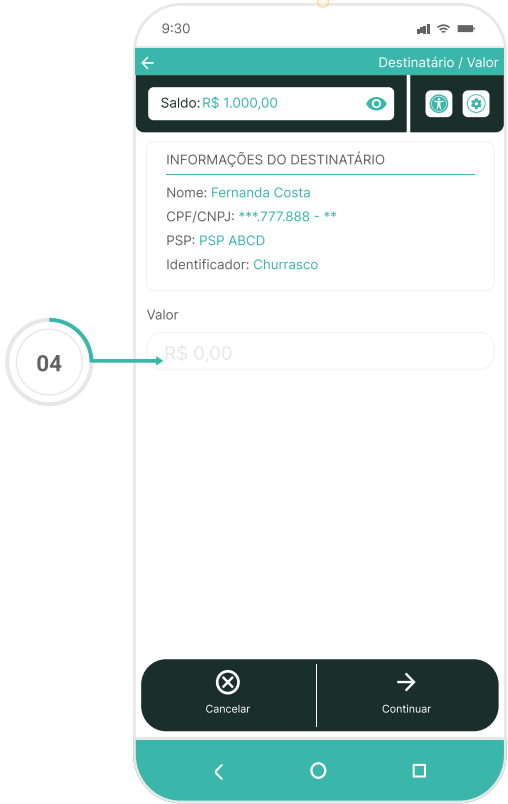 9:30
Destinatário / Valor
Saldo: R$ 1.000,00
INFORMAÇÕES DO DESTINATÁRIO
Nome: Fernanda Costa
CPF/CNPJ: ***.777.888 - **
PSP: PSP ABCD
Identificador: Churrasco
Valor
04
R$ 0,00
Cancelar
Continuar